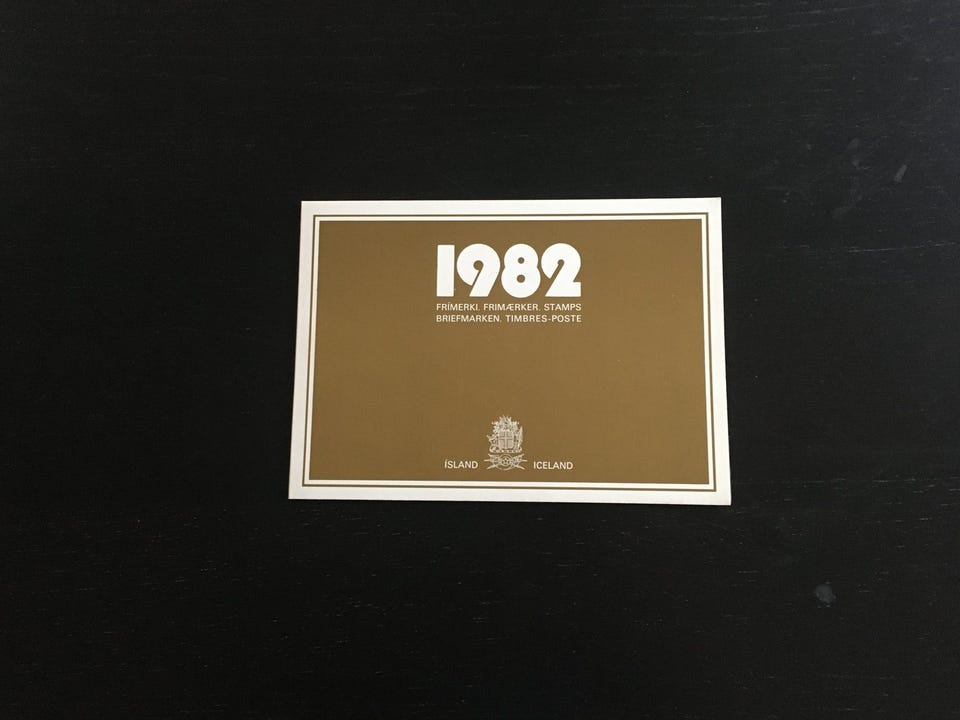 1982
FRÍMERKI. FRIMÆRKER. STAMPS
BRIEFMARKEN. TIMBRES-POSTE
ÍSLAND ICELAND